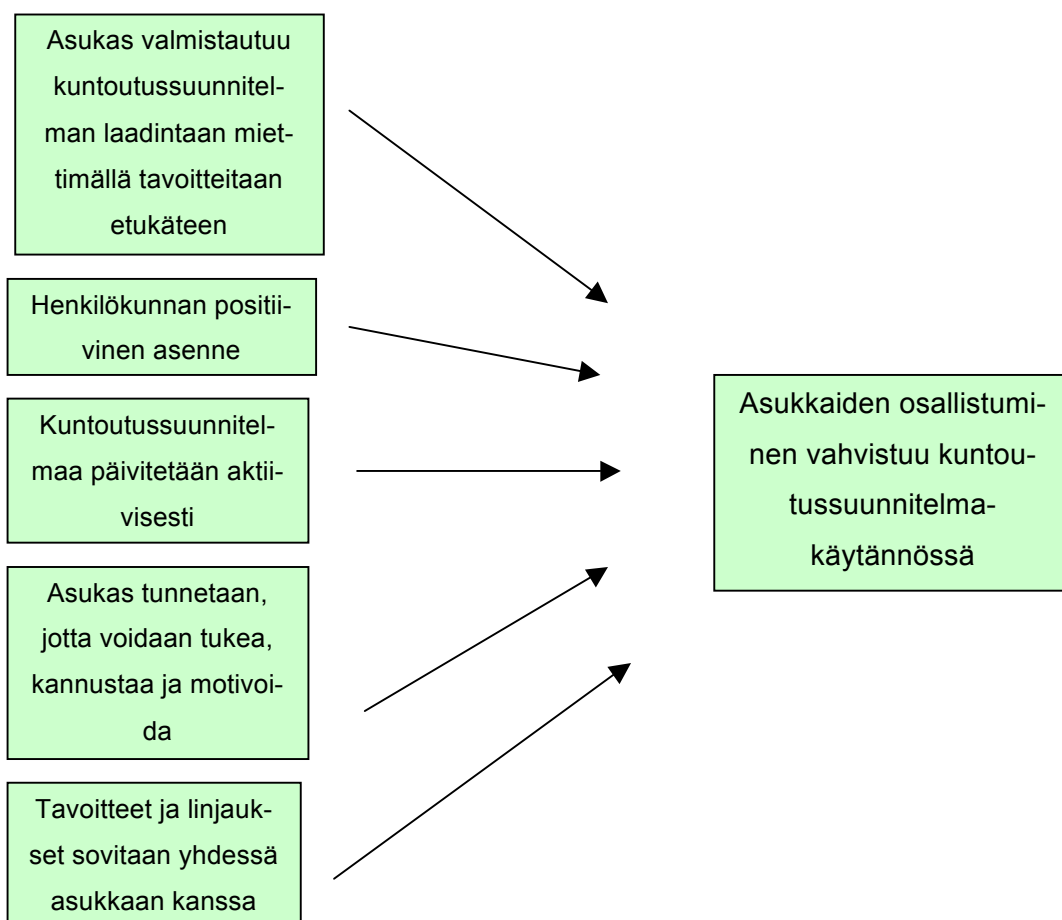 Asukas valmistautuu
kuntoutussuunnitel-
man laadintaan miet-
timällä tavoitteitaan
etukäteen
Henkilökunnan positii-
vinen asenne
Kuntoutussuunnitel-
maa päivitetään aktii-
visesti
Asukas tunnetaan,
jotta voidaan tukea,
kannustaa ja motivoi-
da
Tavoitteet ja linjauk-
set sovitaan yhdessä
asukkaan kanssa
Asukkaiden osallistumi-
nen vahvistuu kuntou-
tussuunnitelma-
käytännössä